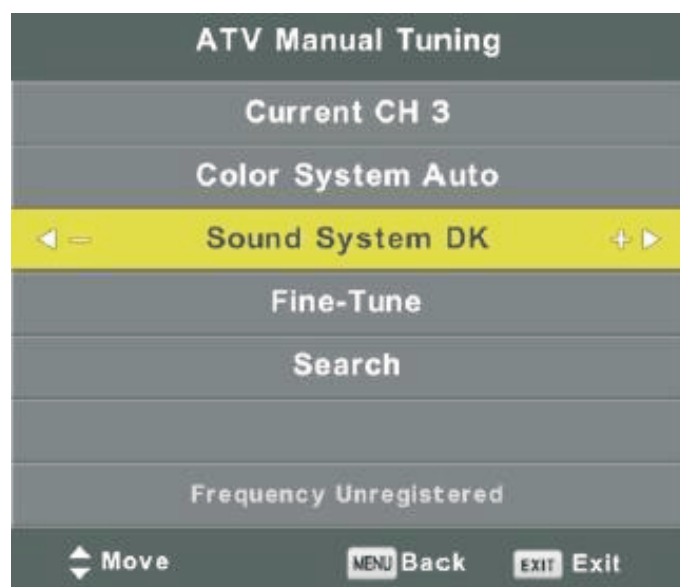 ATV Manual Tuning
Current CH 3
Color System Auto
Sound System DK
Fine-Tune
Search
Frequency Unregistered
Move MENU Back EXIT Exit